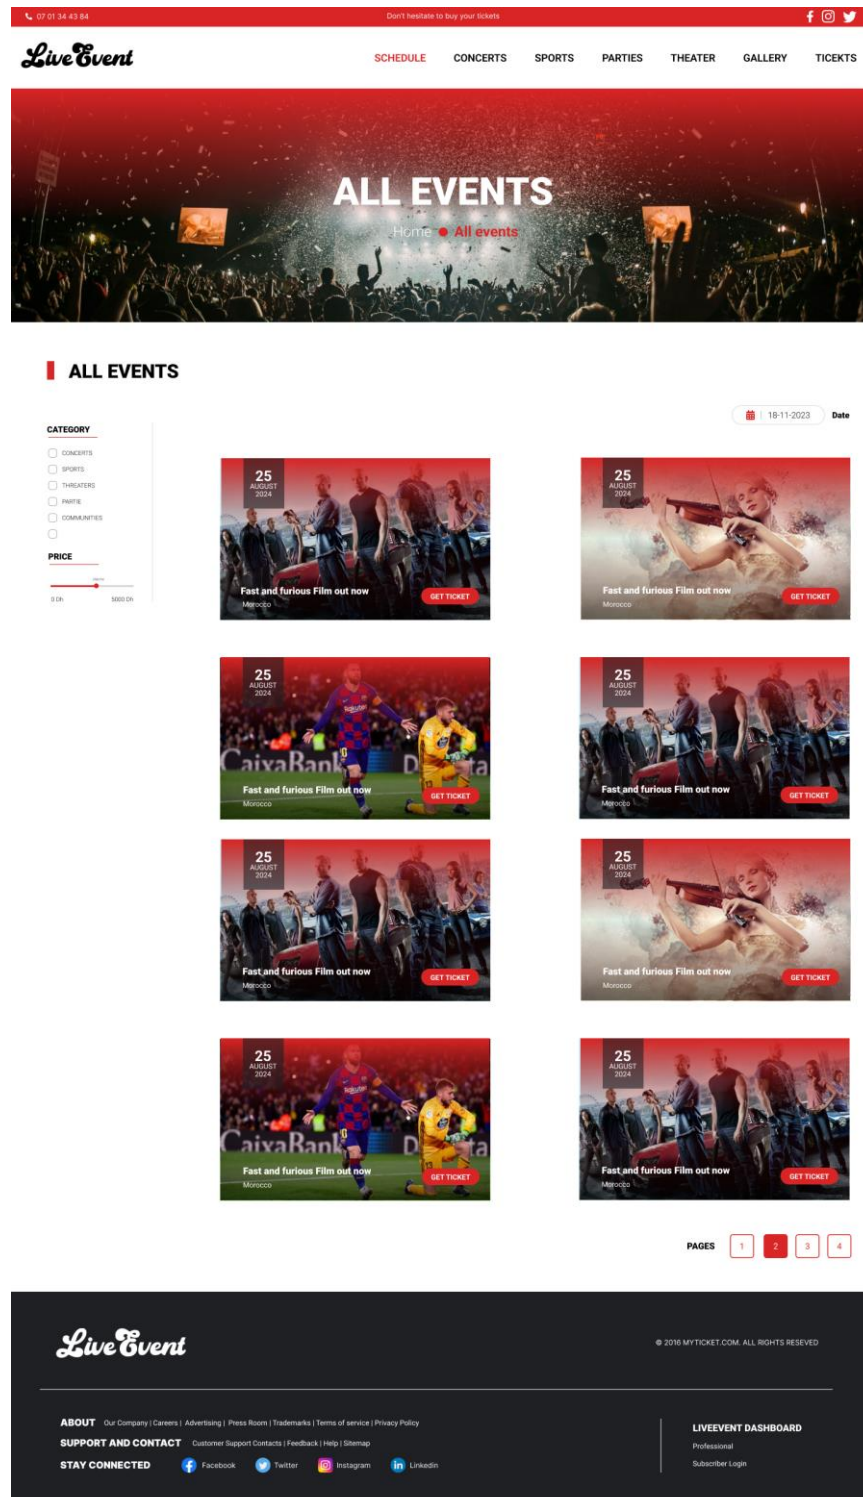 07 01 34 43 84
Don't hesitate to buy your tickets
LiveEvent
SCHEDULE CONCERTS SPORTS PARTIES THEATER GALLERY TICEKTS
ALL EVENTS
Home All events
ALL EVENTS
18-11-2023 Date
CATEGORY
CONCERTS
SPORTS
THREATERS
PARTIE
COMMUNITIES
PRICE
0 Dh 5000 Dh
25
AUGUST
2024
Fast and furious Film out now
Morocco
GET TICKET
25
AUGUST
2024
Fast and furious Film out now
Morocco
GET TICKET
25
AUGUST
2024
Rakuten
CaixaBank
Fast and furious Film out now
Morocco
GET TICKET
25
AUGUST
2024
Fast and furious Film out now
Morocco
GET TICKET
25
AUGUST
2024
Fast and furious Film out now
Morocco
GET TICKET
25
AUGUST
2024
Fast and furious Film out now
Morocco
GET TICKET
25
AUGUST
2024
Rakuten
CaixaBank
Fast and furious Film out now
Morocco
GET TICKET
25
AUGUST
2024
Fast and furious Film out now
Morocco
GET TICKET
PAGES 1 2 3 4
LiveEvent
© 2016 MYTICKET.COM. ALL RIGHTS RESEVED
ABOUT Our Company | Careers | Advertising | Press Room | Trademarks | Terms of service | Privacy Policy
SUPPORT AND CONTACT Customer Support Contacts | Feedback | Help | Sitemap
STAY CONNECTED Facebook Twitter Instagram Linkedin
LIVEEVENT DASHBOARD
Professional
Subscriber Login